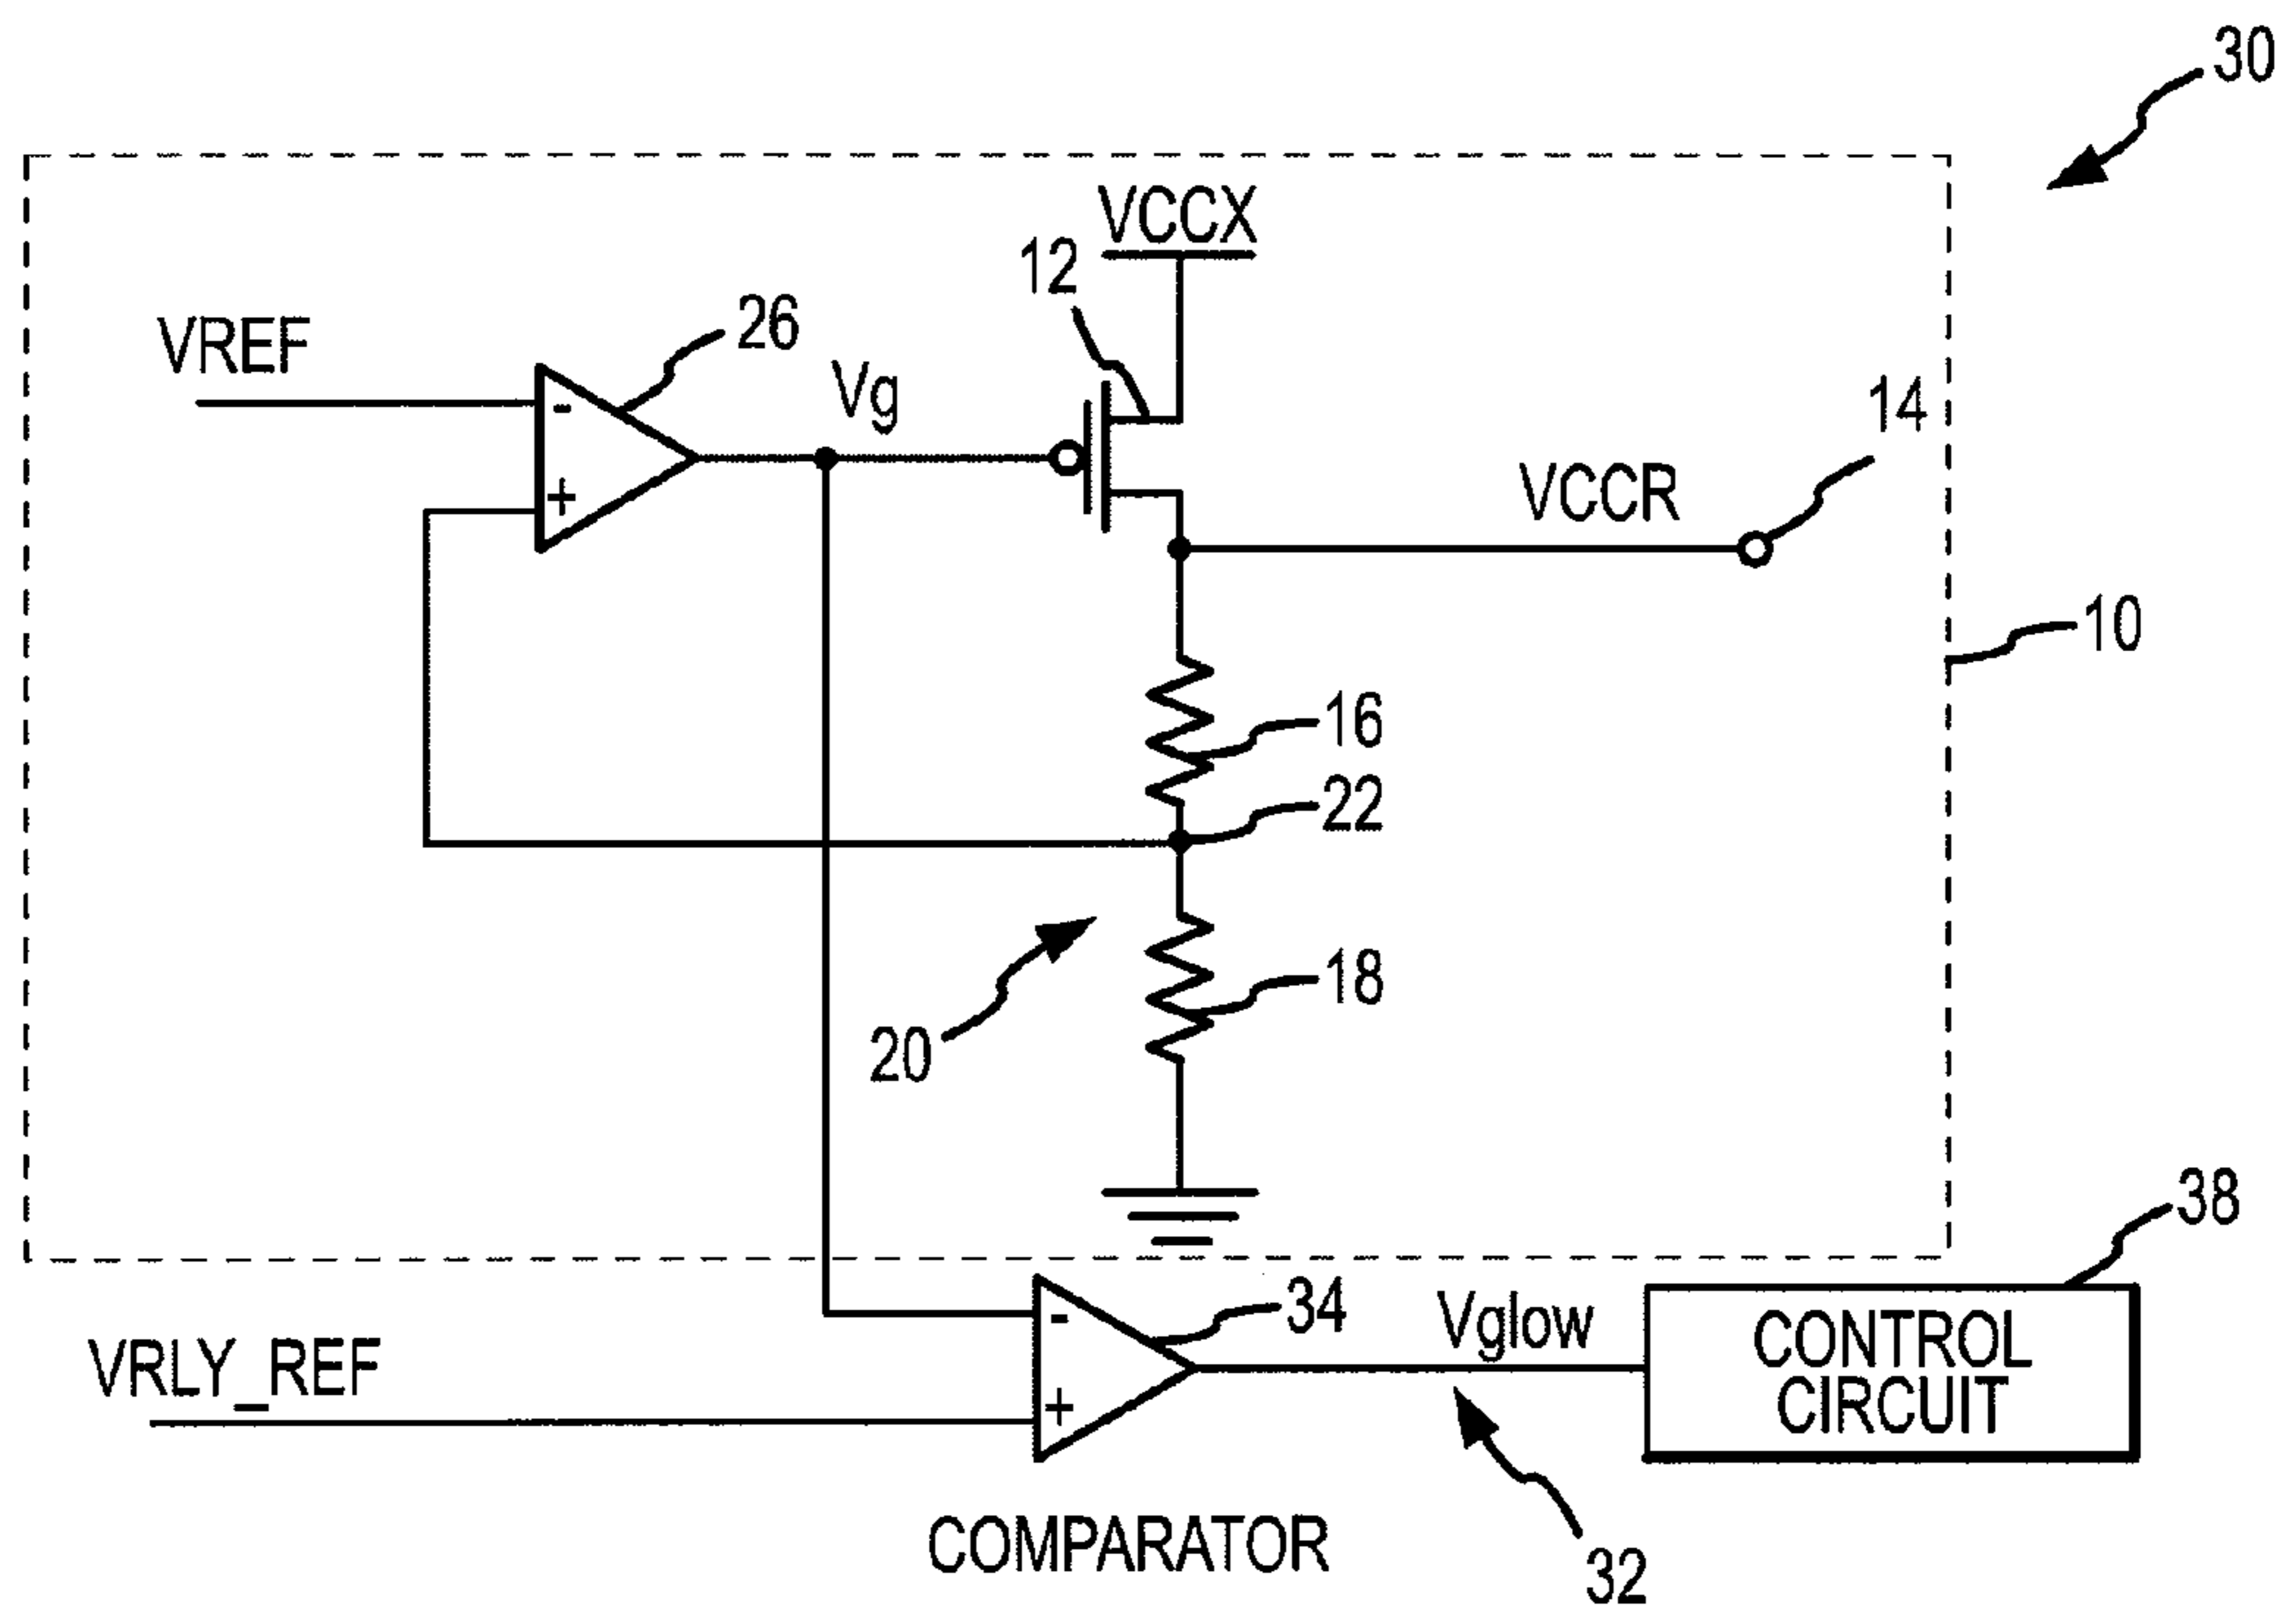 30
VCCX
12
VREF
26
Vg
14
VCCR
-
+
10
16
22
20
18
38
34
-
+
VRLY_REF
Vglow
CONTROL
CIRCUIT
COMPARATOR
32